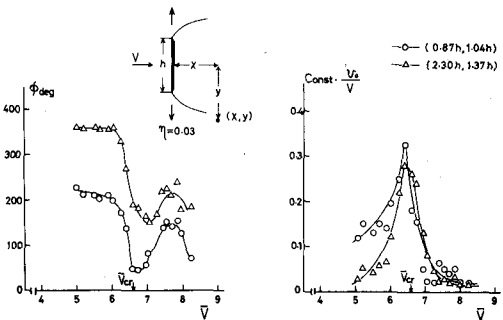 h
V
x
y
(x,y)
η=0.03
ϕdeg
400
300
200
100
0
V̄cr
4 5 6 7 8 9
V̄
—○— (0.87h,1.04h)
—△— (2.30h,1.37h)
Const·
V
0.4
0.3
0.2
0.1
0
V̄cr
4 5 6 7 8 9
V̄